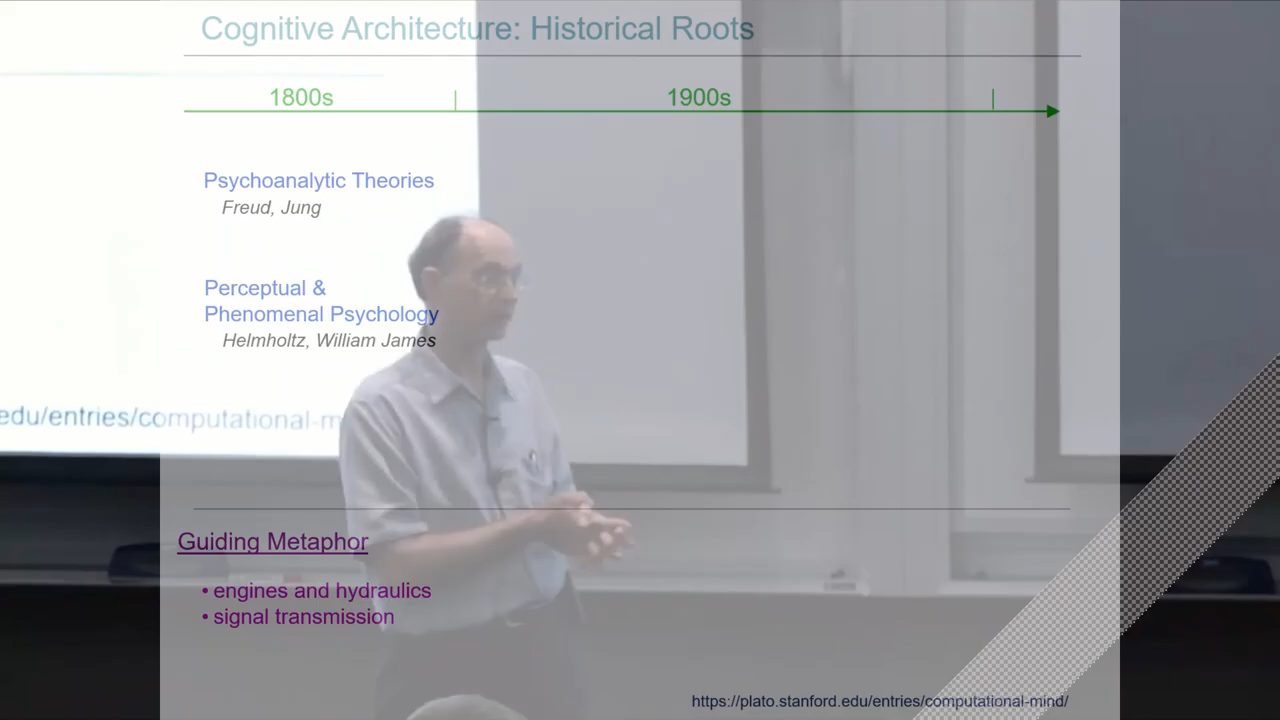 Cognitive Architecture: Historical Roots
1800s
1900s
Psychoanalytic Theories
Freud, Jung
Perceptual &
Phenomenal Psychology
Helmholtz, William James
edu/entries/computational-m
Guiding Metaphor
• engines and hydraulics
• signal transmission
https://plato.stanford.edu/entries/computational-mind/